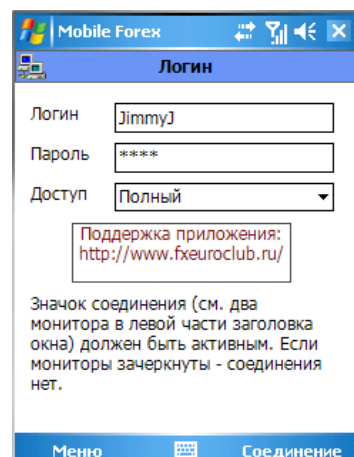 Mobile Forex
Логин
Логин JimmyJ
Пароль ****
Доступ Полный
Поддержка приложения:
http://www.fxeuroclub.ru/
Значок соединения (см. два
монитора в левой части заголовка
окна) должен быть активным. Если
мониторы зачеркнуты - соединения
нет.
Меню Соединение